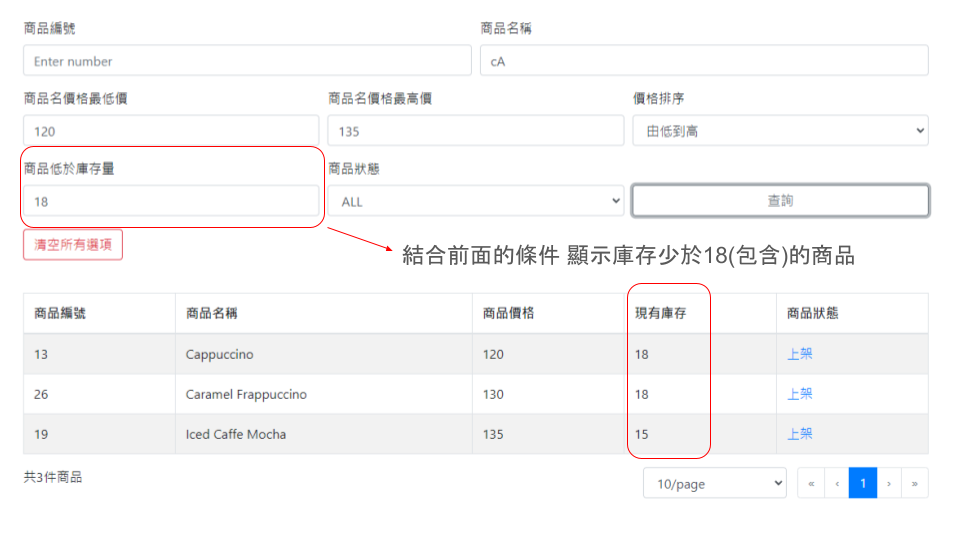 商品編號 商品名稱
Enter number cA
商品名價格最低價 商品名價格最高價 價格排序
120 135 由低到高
商品低於庫存量 商品狀態
18 ALL 查詢
清空所有選項
結合前面的條件 顯示庫存少於18(包含)的商品
商品編號 商品名稱 商品價格 現有庫存 商品狀態
13 Cappuccino 120 18 上架
26 Caramel Frappuccino 130 18 上架
19 Iced Caffe Mocha 135 15 上架
共3件商品 10/page « ‹ 1 › »